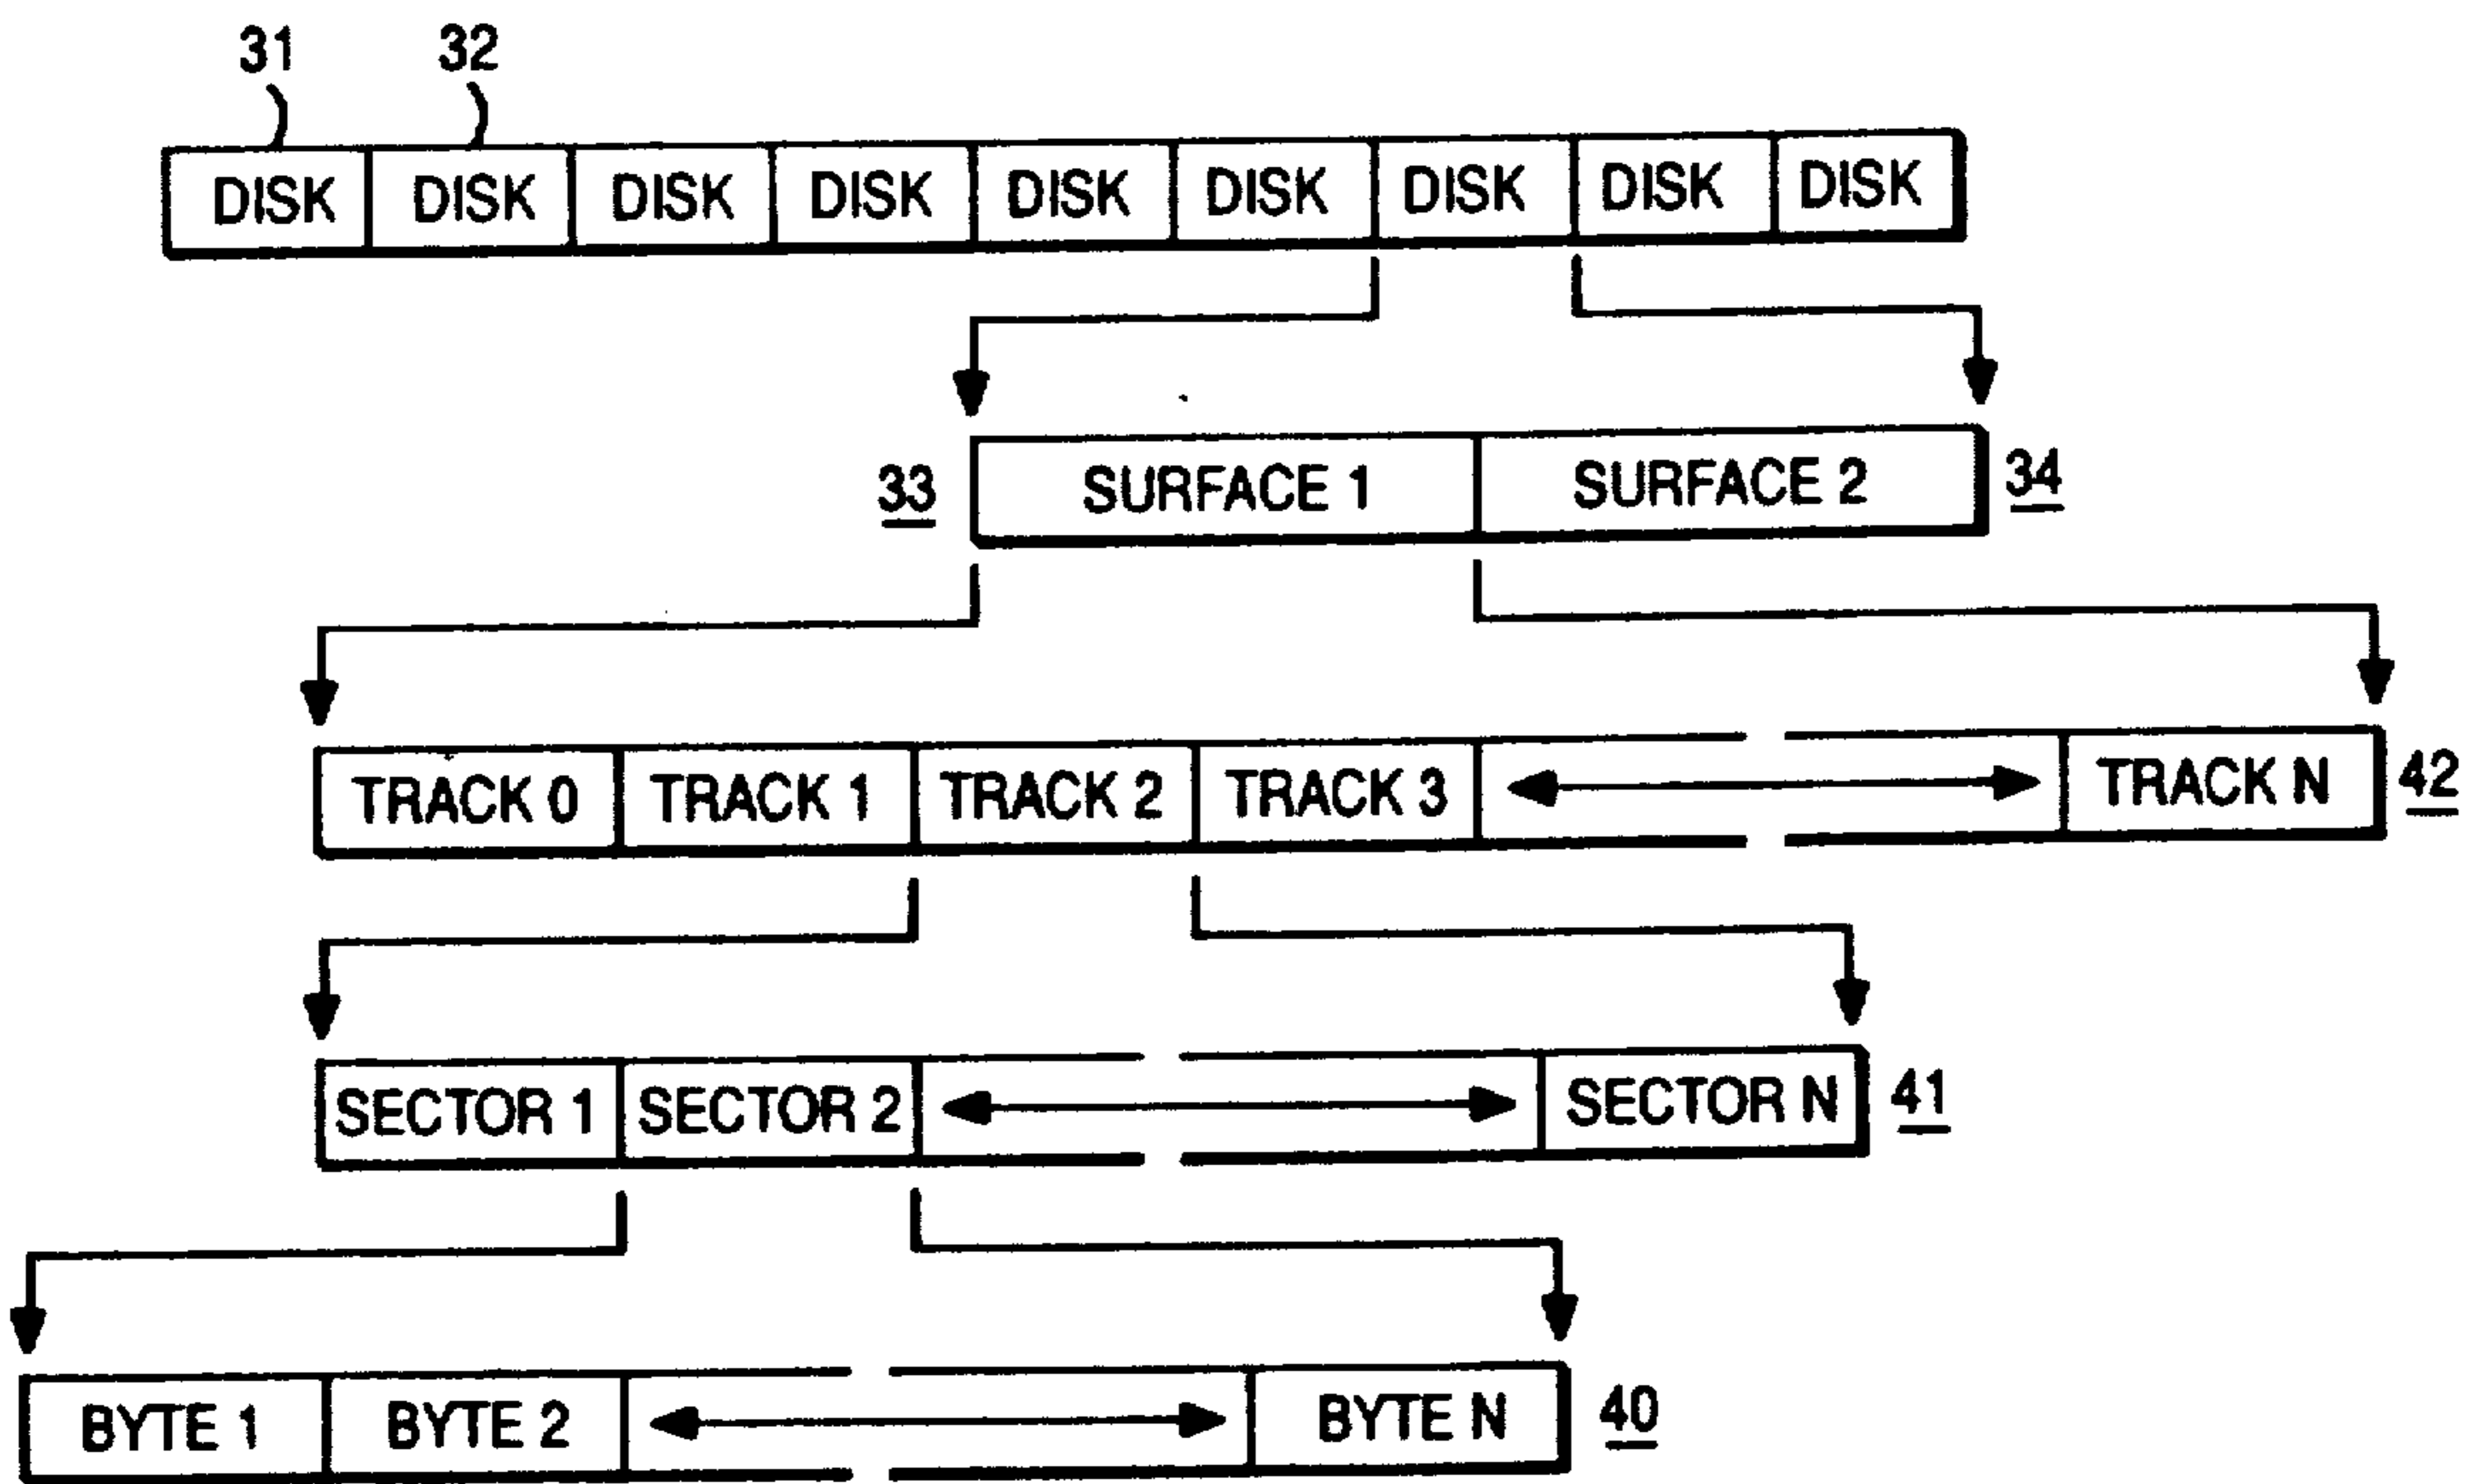 31 32
DISK DISK DISK DISK DISK DISK DISK DISK DISK
33 SURFACE 1 SURFACE 2 34
TRACK 0 TRACK 1 TRACK 2 TRACK 3 TRACK N 42
SECTOR 1 SECTOR 2 SECTOR N 41
BYTE 1 BYTE 2 BYTE N 40